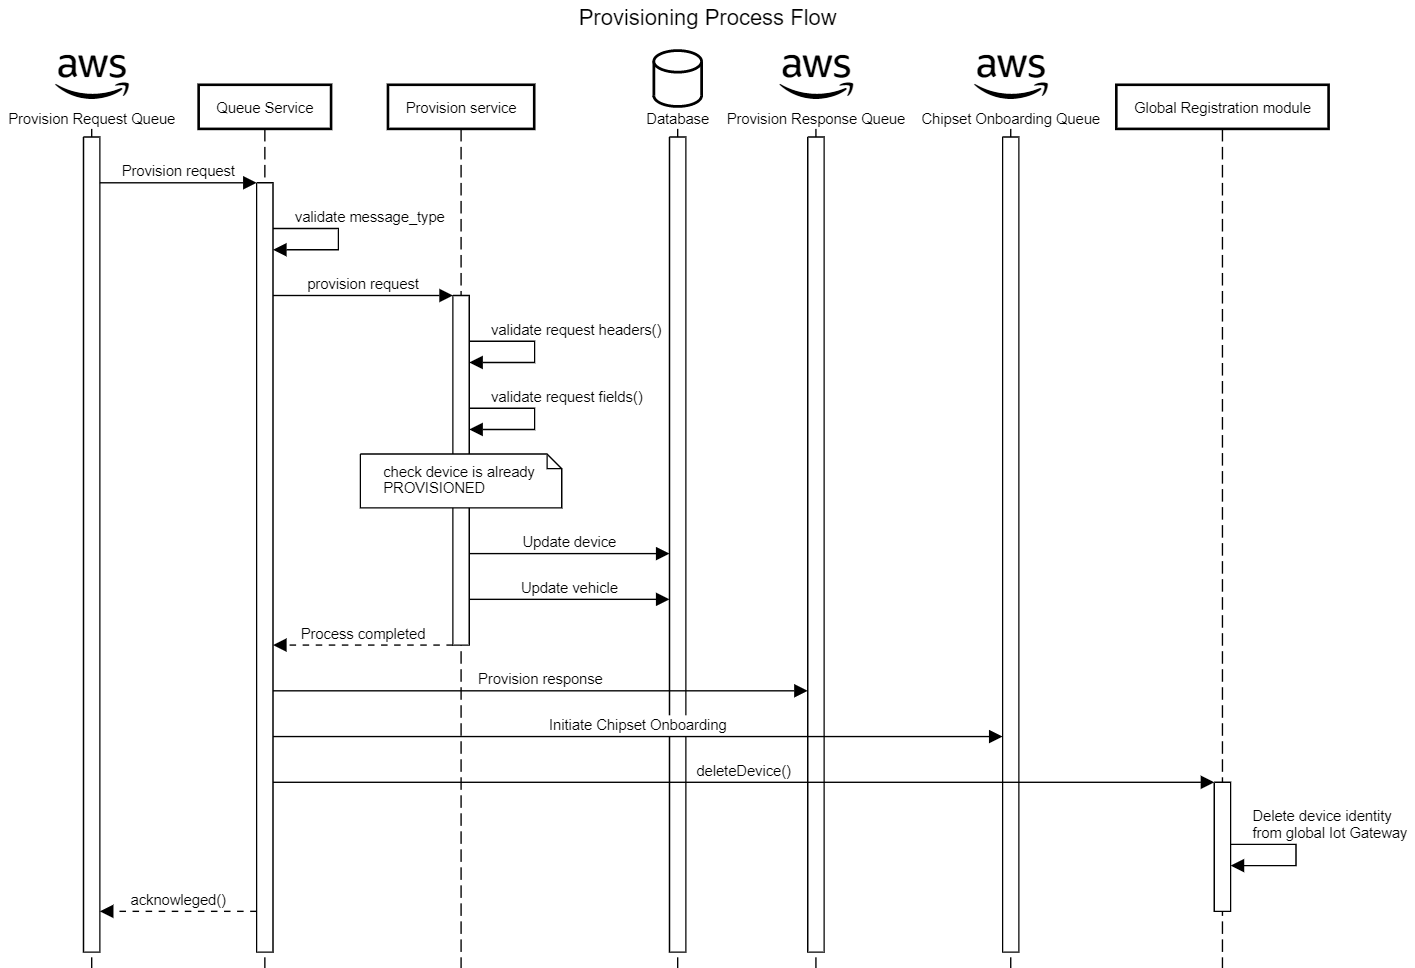 Provisioning Process Flow
aws
aws
aws
Provision Request Queue
Queue Service
Provision service
Database
Provision Response Queue
Chipset Onboarding Queue
Global Registration module
Provision request
validate message_type
provision request
validate request headers()
validate request fields()
check device is already
PROVISIONED
Update device
Update vehicle
Process completed
Provision response
Initiate Chipset Onboarding
deleteDevice()
Delete device identity
from global Iot Gateway
acknowleged()